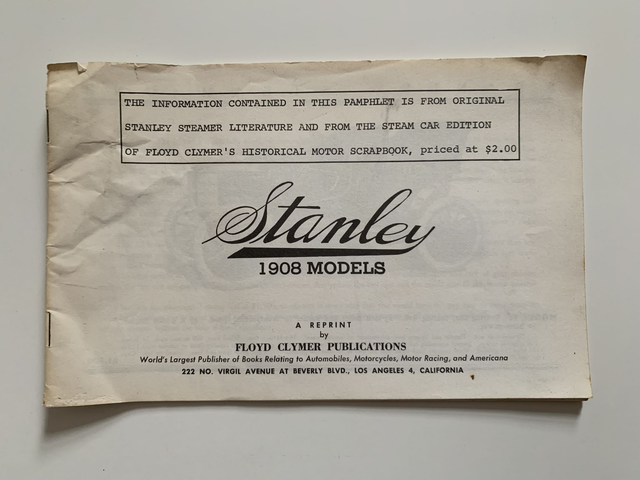 THE INFORMATION CONTAINED IN THIS PAMPHLET IS FROM ORIGINAL
STANLEY STEAMER LITERATURE AND FROM THE STEAM CAR EDITION
OF FLOYD CLYMER'S HISTORICAL MOTOR SCRAPBOOK, priced at $2.00
Stanley
1908 MODELS
A REPRINT
by
FLOYD CLYMER PUBLICATIONS
World's Largest Publisher of Books Relating to Automobiles, Motorcycles, Motor Racing, and Americana
222 NO. VIRGIL AVENUE AT BEVERLY BLVD., LOS ANGELES 4, CALIFORNIA